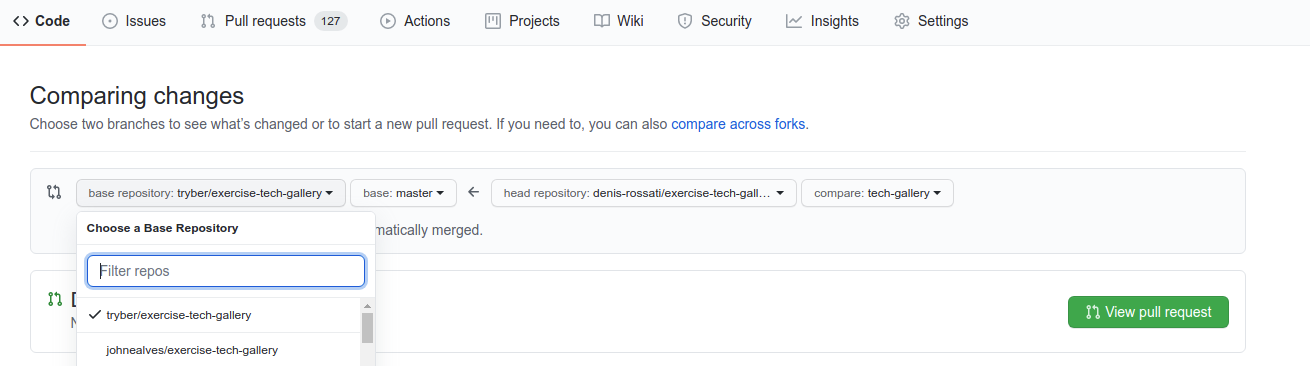 Code Issues Pull requests 127 Actions Projects Wiki Security Insights Settings
Comparing changes
Choose two branches to see what's changed or to start a new pull request. If you need to, you can also compare across forks.
base repository: tryber/exercise-tech-gallery base: master head repository: denis-rossati/exercise-tech-gall... compare: tech-gallery
Choose a Base Repository
matically merged.
Filter repos
View pull request
tryber/exercise-tech-gallery
johnealves/exercise-tech-gallery